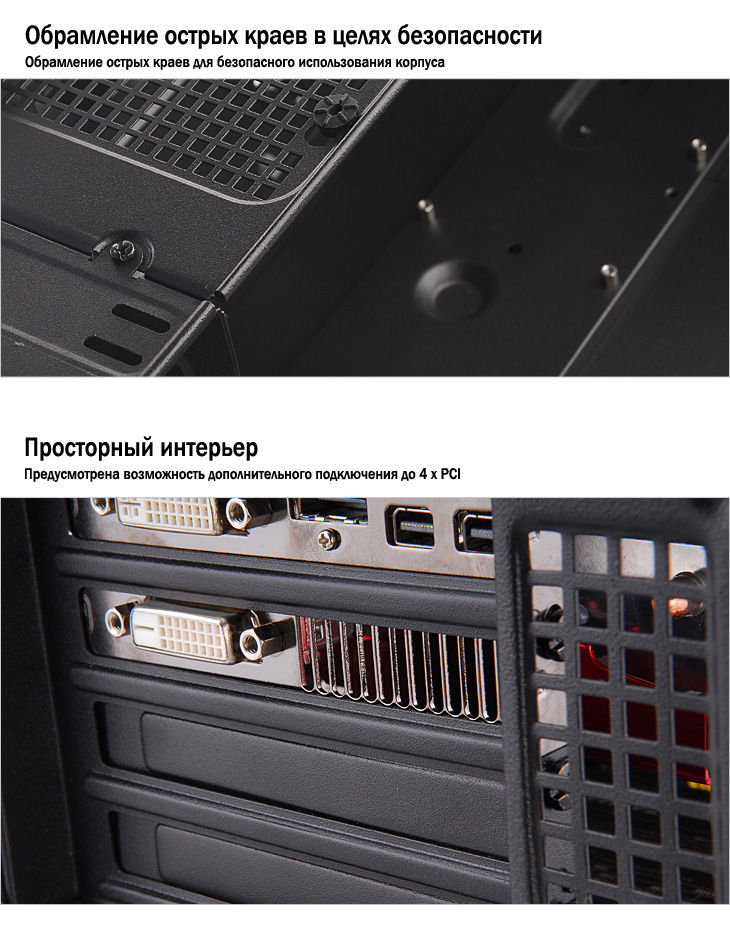 Обрамление острых краев в целях безопасности
Обрамление острых краев для безопасного использования корпуса
Просторный интерьер
Предусмотрена возможность дополнительного подключения до 4 x PCI